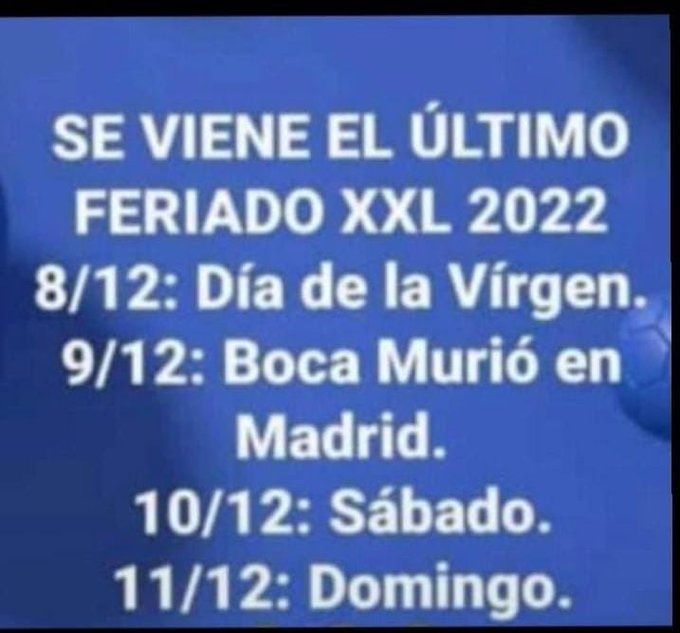 SE VIENE EL ÚLTIMO
FERIADO XXL 2022
8/12: Día de la Vírgen.
9/12: Boca Murió en
Madrid.
10/12: Sábado.
11/12: Domingo.